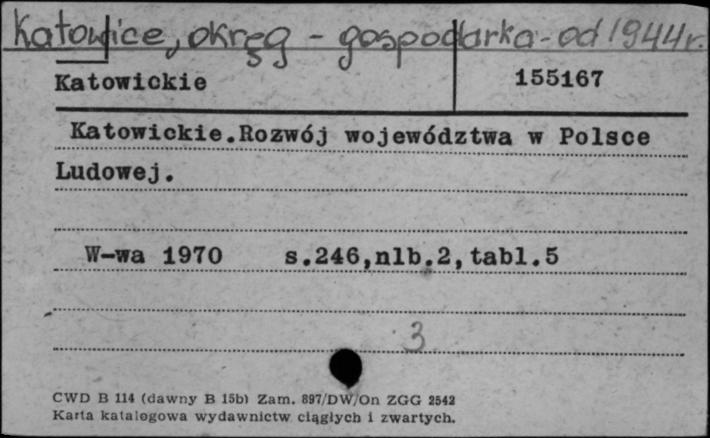 Katowice, okręg - gospodarka - od 1944 r.
Katowickie 155167
Katowickie.Rozwój województwa w Polsce
Ludowej.
W-wa 1970 s.246,nlb.2,tabl.5
3
CWD B 114 (dawny B 15b) Zam. 897/DW/On ZGG 2542
Karta katalogowa wydawnictw ciągłych i zwartych.